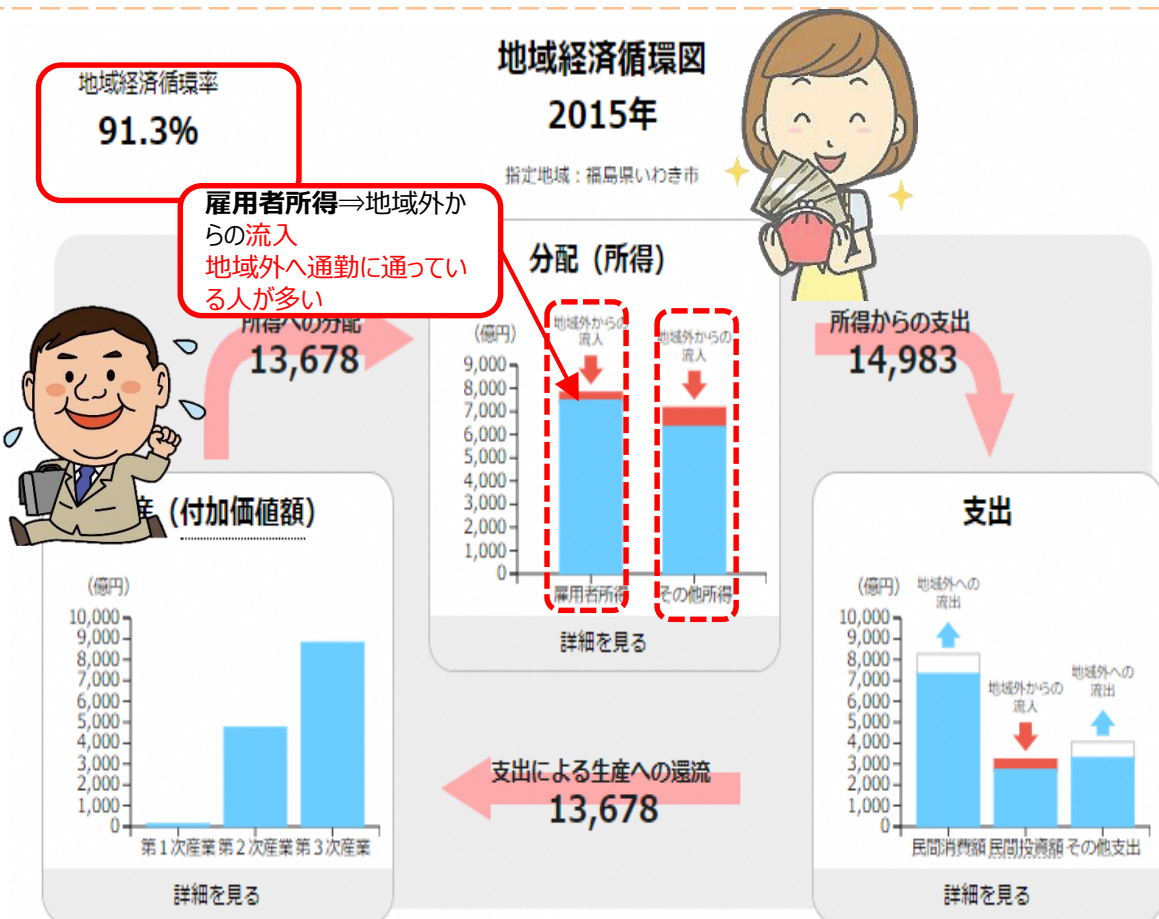 地域経済循環図
2015年
指定地域：福島県いわき市
地域経済循環率
91.3%
雇用者所得⇒地域外か
らの流入
地域外へ通勤に通ってい
る人が多い
所得への分配
13,678
分配（所得）
（億円）
地域外からの
流入
地域外からの
流入
9,000
8,000
7,000
6,000
5,000
4,000
3,000
2,000
1,000
0
雇用者所得
その他所得
詳細を見る
所得からの支出
14,983
産（付加価値額）
（億円）
10,000
9,000
8,000
7,000
6,000
5,000
4,000
3,000
2,000
1,000
0
第１次産業
第２次産業
第３次産業
詳細を見る
支出
（億円）
地域外への
流出
地域外からの
流入
地域外への
流出
10,000
9,000
8,000
7,000
6,000
5,000
4,000
3,000
2,000
1,000
0
民間消費額
民間投資額
その他支出
詳細を見る
支出による生産への還流
13,678